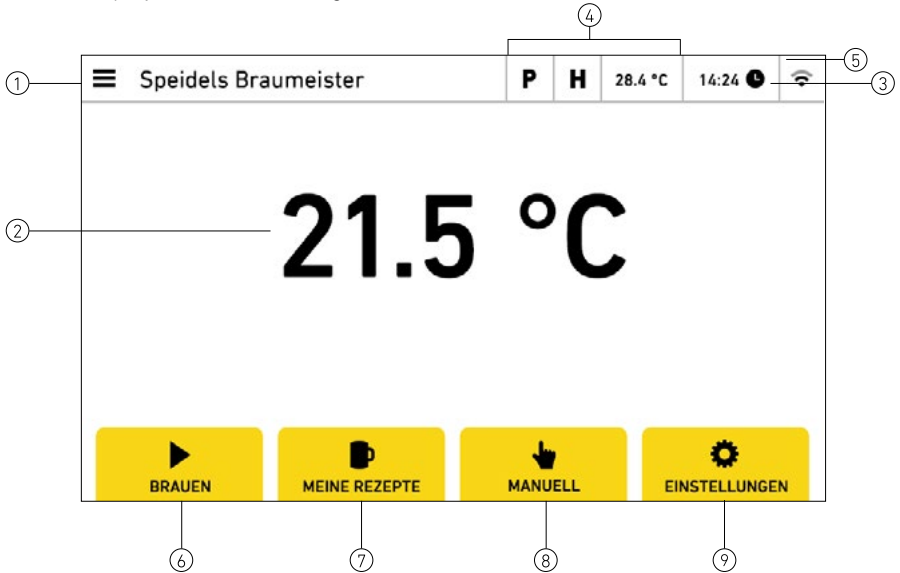 4
5
1 Speidels Braumeister P H 28.4 °C 14:24 3
2 21.5 °C
BRAUEN MEINE REZEPTE MANUELL EINSTELLUNGEN
6 7 8 9